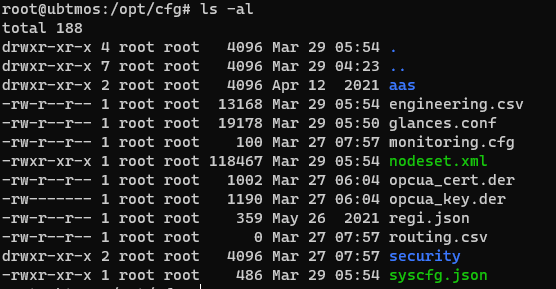 root@ubtmos:/opt/cfg# ls -al
total 188
drwxr-xr-x 4 root root   4096 Mar 29 05:54 .
drwxr-xr-x 7 root root   4096 Mar 29 04:23 ..
drwxr-xr-x 2 root root   4096 Apr 12  2021 aas
-rw-r--r-- 1 root root  13168 Mar 29 05:54 engineering.csv
-rw-r--r-- 1 root root  19178 Mar 29 05:50 glances.conf
-rw-r--r-- 1 root root    100 Mar 27 07:57 monitoring.cfg
-rwxr-xr-x 1 root root 118467 Mar 29 05:54 nodeset.xml
-rw-r--r-- 1 root root   1002 Mar 27 06:04 opcua_cert.der
-rw------- 1 root root   1190 Mar 27 06:04 opcua_key.der
-rw-r--r-- 1 root root    359 May 26  2021 regi.json
-rw-r--r-- 1 root root      0 Mar 27 07:57 routing.csv
drwxr-xr-x 2 root root   4096 Mar 27 07:57 security
-rwxr-xr-x 1 root root    486 Mar 29 05:54 syscfg.json